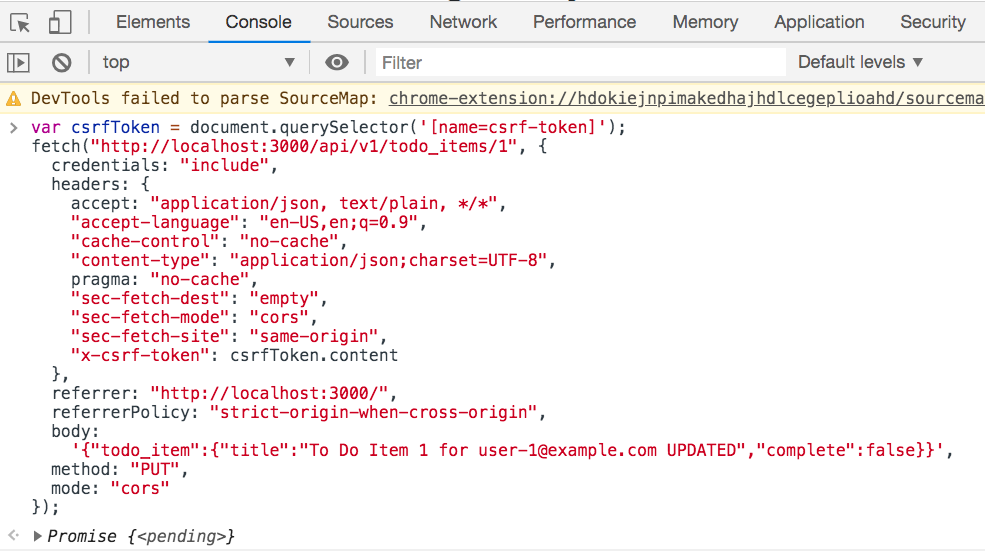 Elements Console Sources Network Performance Memory Application Security
top ▼ Filter Default levels ▼
DevTools failed to parse SourceMap: chrome-extension://hdokiejnpimakedhajhdlcegeplioahd/sourcema
> var csrfToken = document.querySelector('[name=csrf-token]');
fetch("http://localhost:3000/api/v1/todo_items/1", {
  credentials: "include",
  headers: {
    accept: "application/json, text/plain, */*",
    "accept-language": "en-US,en;q=0.9",
    "cache-control": "no-cache",
    "content-type": "application/json;charset=UTF-8",
    pragma: "no-cache",
    "sec-fetch-dest": "empty",
    "sec-fetch-mode": "cors",
    "sec-fetch-site": "same-origin",
    "x-csrf-token": csrfToken.content
  },
  referrer: "http://localhost:3000/",
  referrerPolicy: "strict-origin-when-cross-origin",
  body:
    '{"todo_item":{"title":"To Do Item 1 for user-1@example.com UPDATED","complete":false}}',
  method: "PUT",
  mode: "cors"
});
▶ Promise {<pending>}